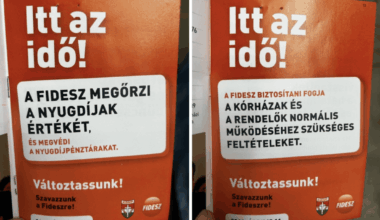 Itt az
idő!
A FIDESZ MEGŐRZI
A NYUGDÍJAK
ÉRTÉKÉT,
ÉS MEGVÉDI
A NYUGDÍJPÉNZTÁRAKAT.
Változtassunk!
Szavazzunk
a Fideszre!
FIDESZ
Itt az
idő!
A FIDESZ BIZTOSÍTANI FOGJA
A KÓRHÁZAK ÉS
A RENDELŐK NORMÁLIS
MŰKÖDÉSÉHEZ SZÜKSÉGES
FELTÉTELEKET.
Változtassunk!
Szavazzunk
a Fideszre!
FIDESZ